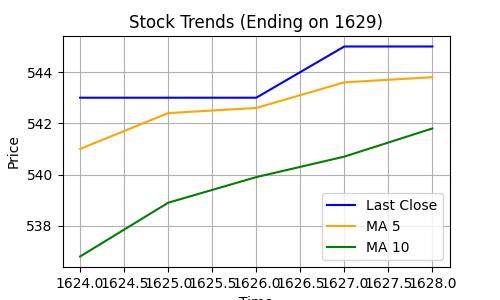 Stock Trends (Ending on 1629)
Price
544
542
540
538
Last Close
MA 5
MA 10
1624.0 1624.5 1625.0 1625.5 1626.0 1626.5 1627.0 1627.5 1628.0
Time